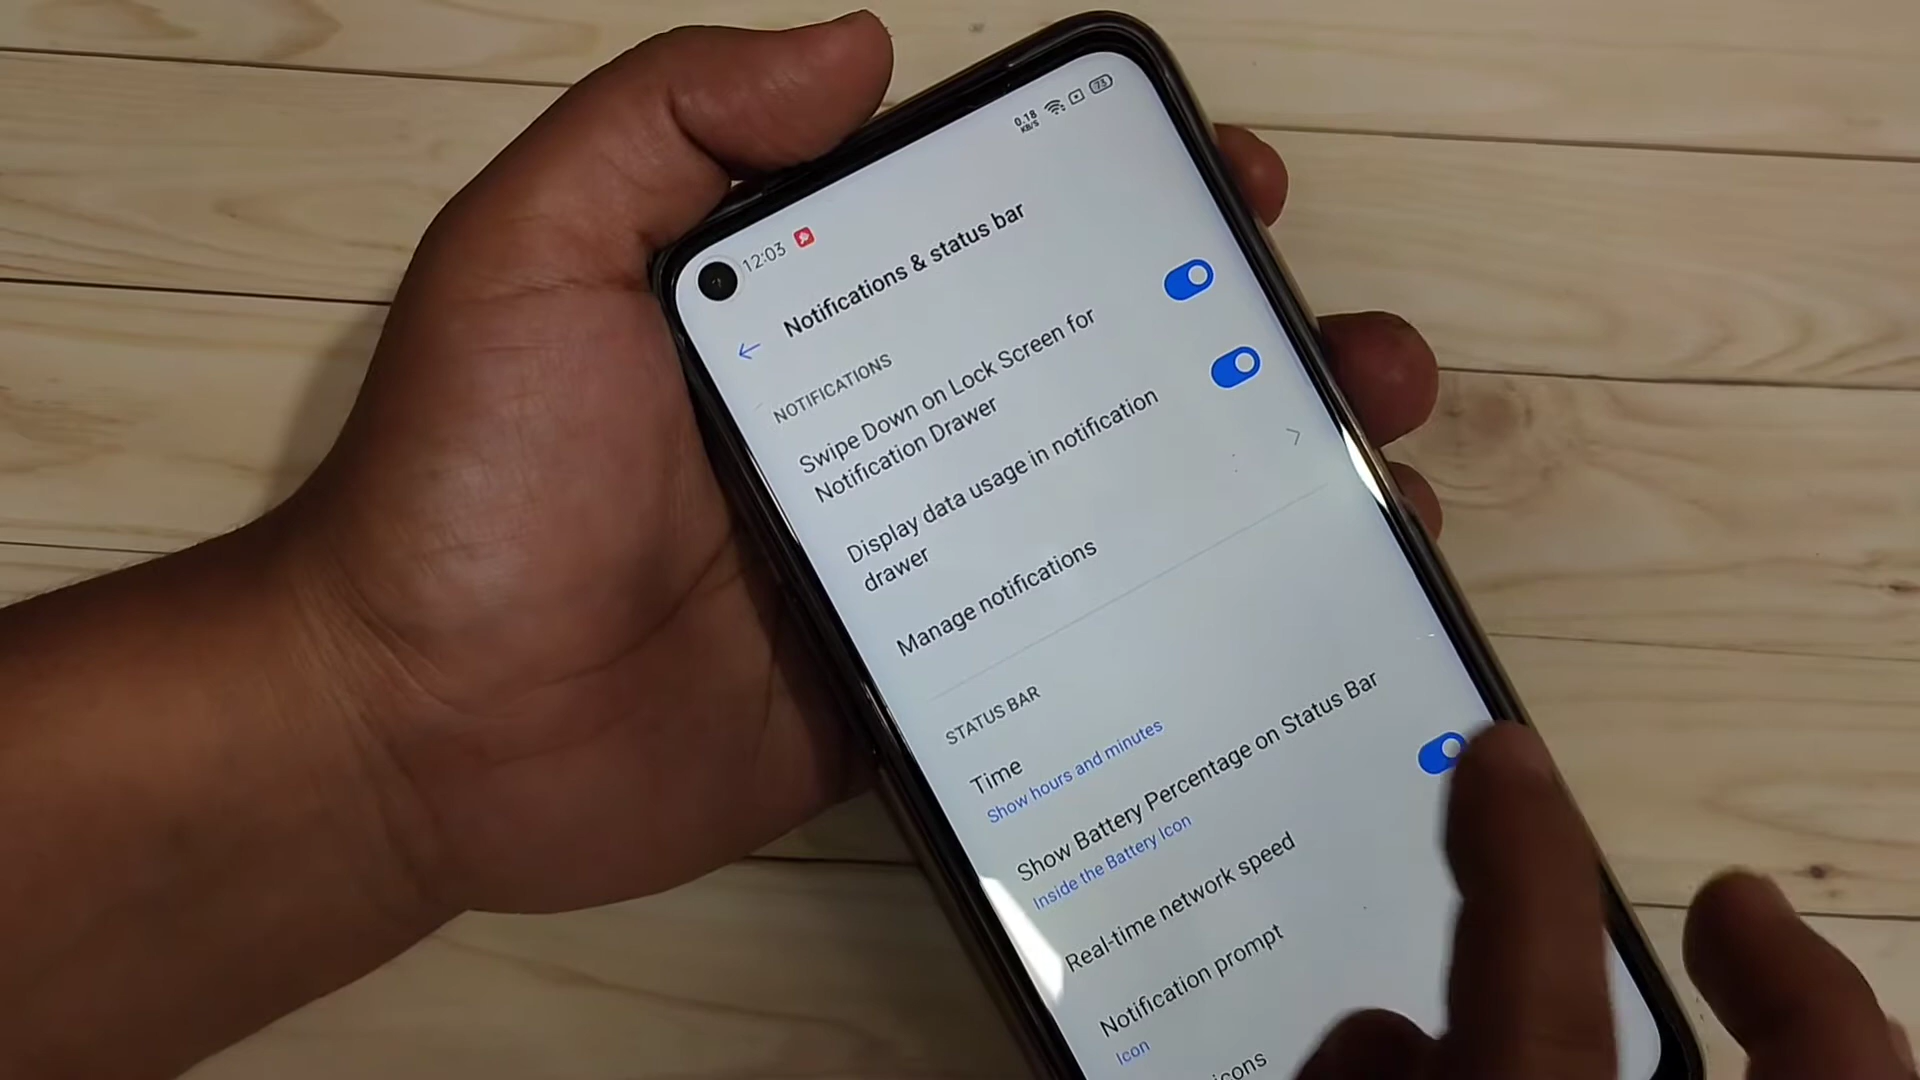 12:03
0.18
KB/S
73
Notifications & status bar
NOTIFICATIONS
Swipe Down on Lock Screen for
Notification Drawer
Display data usage in notification
drawer
Manage notifications
STATUS BAR
Time
Show hours and minutes
Show Battery Percentage on Status Bar
Inside the Battery Icon
Real-time network speed
Notification prompt
Icon
icons